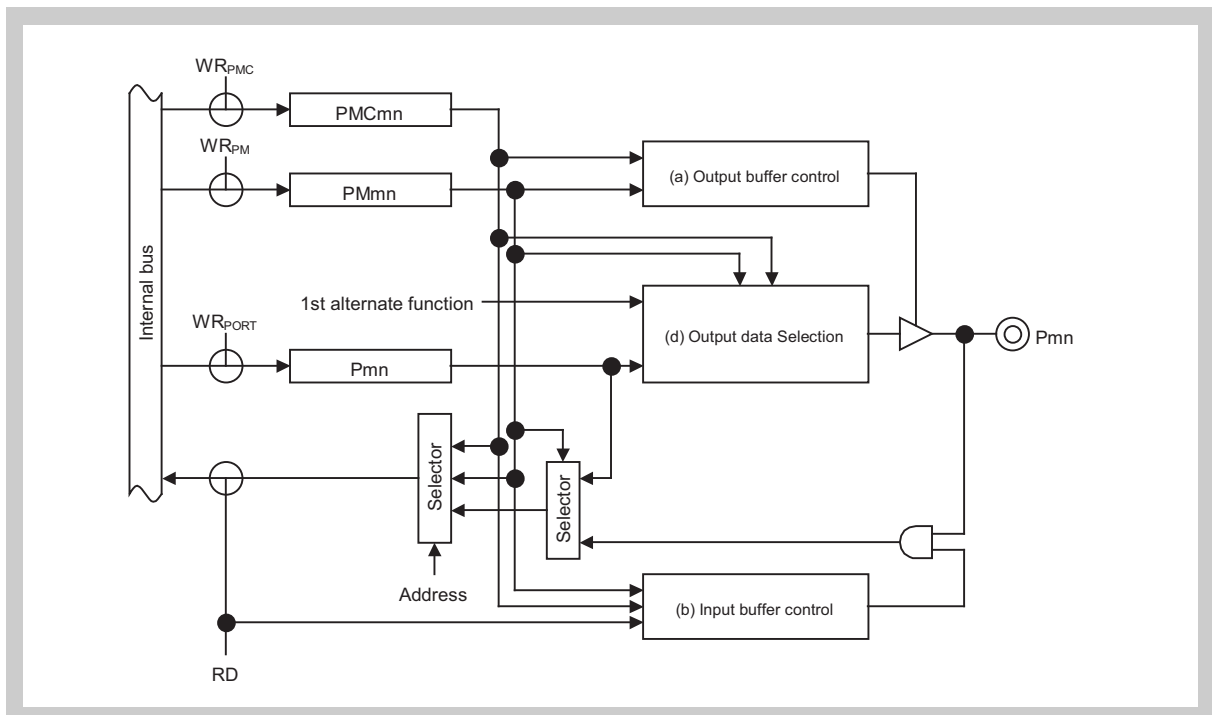 WRPMC
PMCmn
WRPM
PMmn
(a) Output buffer control
Internal bus
1st alternate function
(d) Output data Selection
WRPORT
Pmn
Pmn
Selector
Selector
Address
(b) Input buffer control
RD